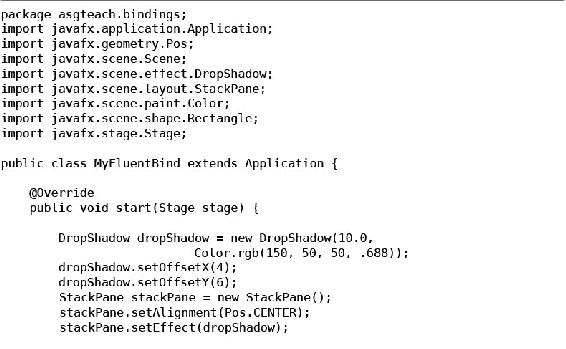 package asgteach.bindings;
import javafx.application.Application;
import javafx.geometry.Pos;
import javafx.scene.Scene;
import javafx.scene.effect.DropShadow;
import javafx.scene.layout.StackPane;
import javafx.scene.paint.Color;
import javafx.scene.shape.Rectangle;
import javafx.stage.Stage;

public class MyFluentBind extends Application {

    @Override
    public void start(Stage stage) {

        DropShadow dropShadow = new DropShadow(10.0,
                           Color.rgb(150, 50, 50, .688));
        dropShadow.setOffsetX(4);
        dropShadow.setOffsetY(6);
        StackPane stackPane = new StackPane();
        stackPane.setAlignment(Pos.CENTER);
        stackPane.setEffect(dropShadow);